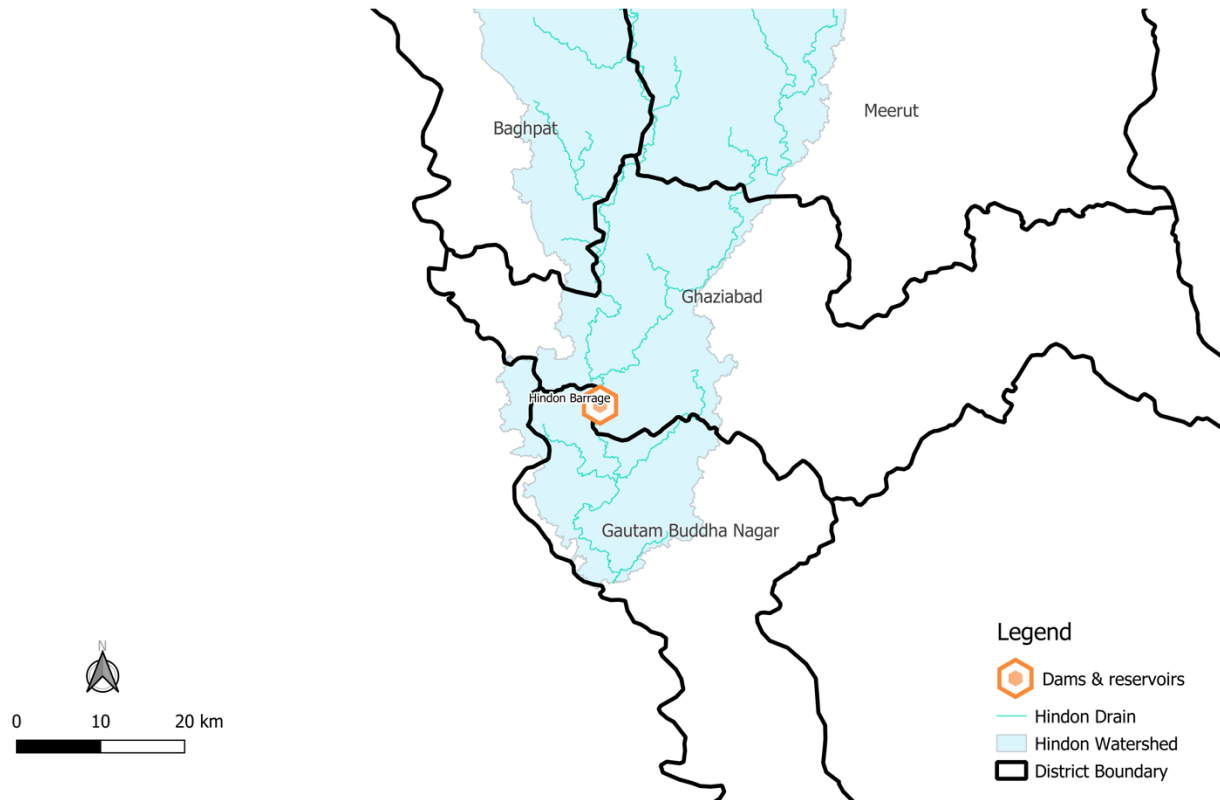 Meerut
Baghpat
Ghaziabad
Hindon Barrage
Gautam Buddha Nagar
N
0 10 20 km
Legend
Dams & reservoirs
Hindon Drain
Hindon Watershed
District Boundary